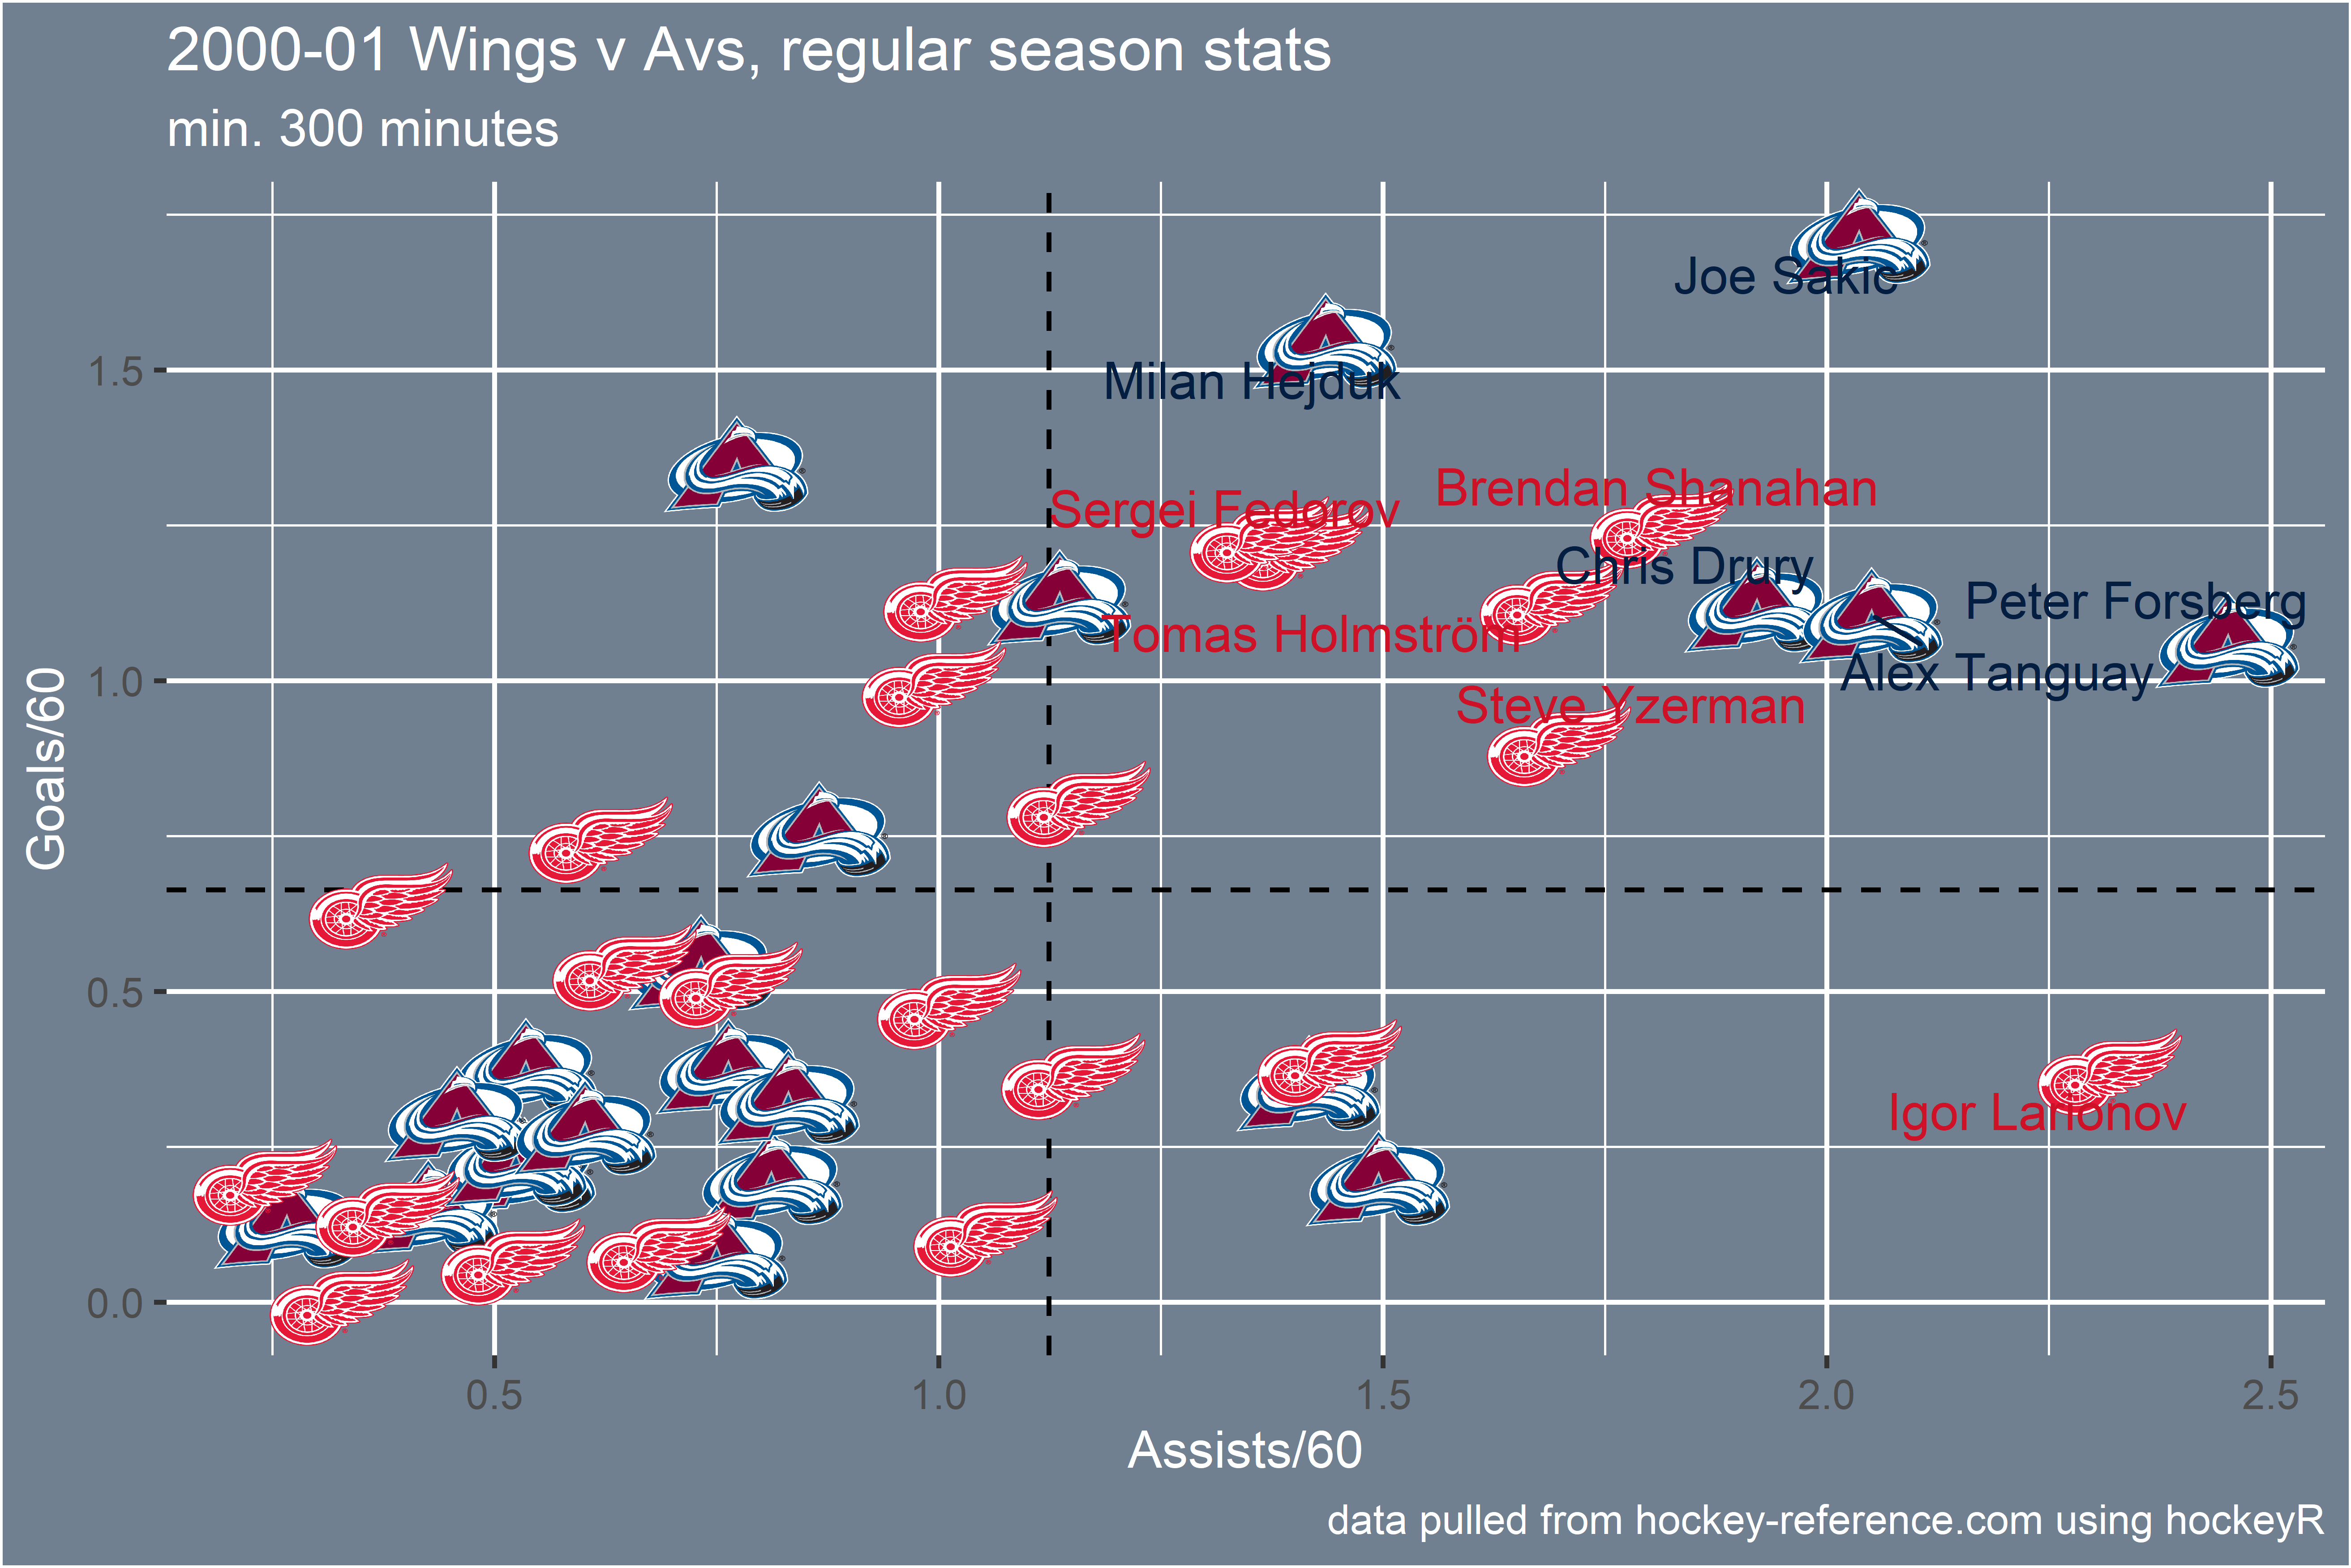 2000-01 Wings v Avs, regular season stats
min. 300 minutes
Joe Sakic
Milan Hejduk
Brendan Shanahan
Sergei Fedorov
Chris Drury
Peter Forsberg
Tomas Holmström
Alex Tanguay
Steve Yzerman
Igor Larionov
Goals/60
1.5
1.0
0.5
0.0
0.5
1.0
1.5
2.0
2.5
Assists/60
data pulled from hockey-reference.com using hockeyR